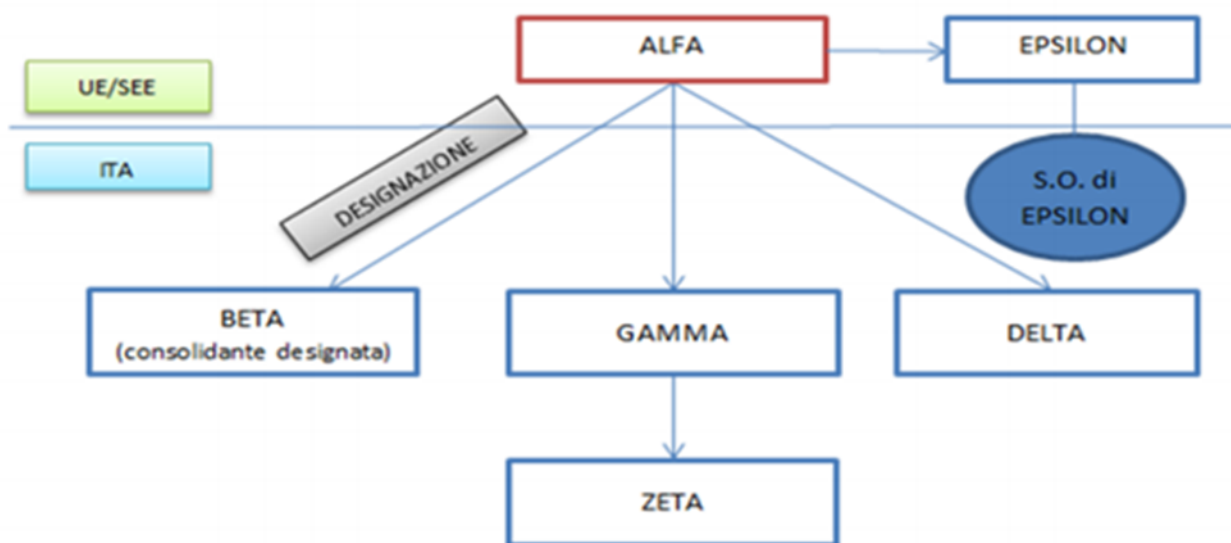 ALFA
EPSILON
UE/SEE
DESIGNAZIONE
ITA
S.O. di
EPSILON
BETA
(consolidante designata)
GAMMA
DELTA
ZETA